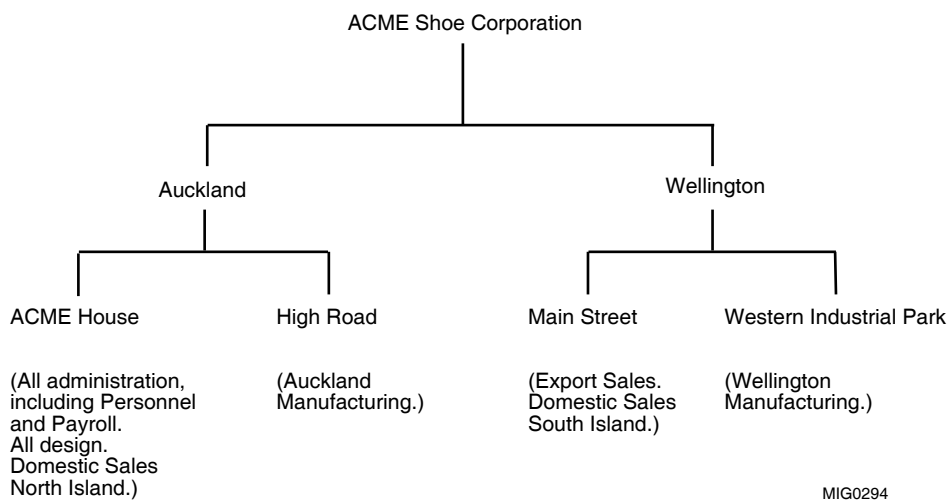 ACME Shoe Corporation
Auckland
Wellington
ACME House
High Road
Main Street
Western Industrial Park
(All administration,
including Personnel
and Payroll.
All design.
Domestic Sales
North Island.)
(Auckland
Manufacturing.)
(Export Sales.
Domestic Sales
South Island.)
(Wellington
Manufacturing.)
MIG0294